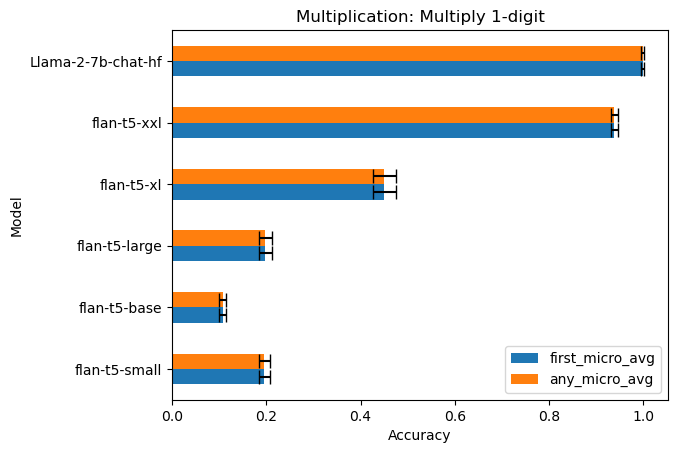 Multiplication: Multiply 1-digit
Model
Llama-2-7b-chat-hf
flan-t5-xxl
flan-t5-xl
flan-t5-large
flan-t5-base
flan-t5-small
first_micro_avg
any_micro_avg
0.0 0.2 0.4 0.6 0.8 1.0
Accuracy